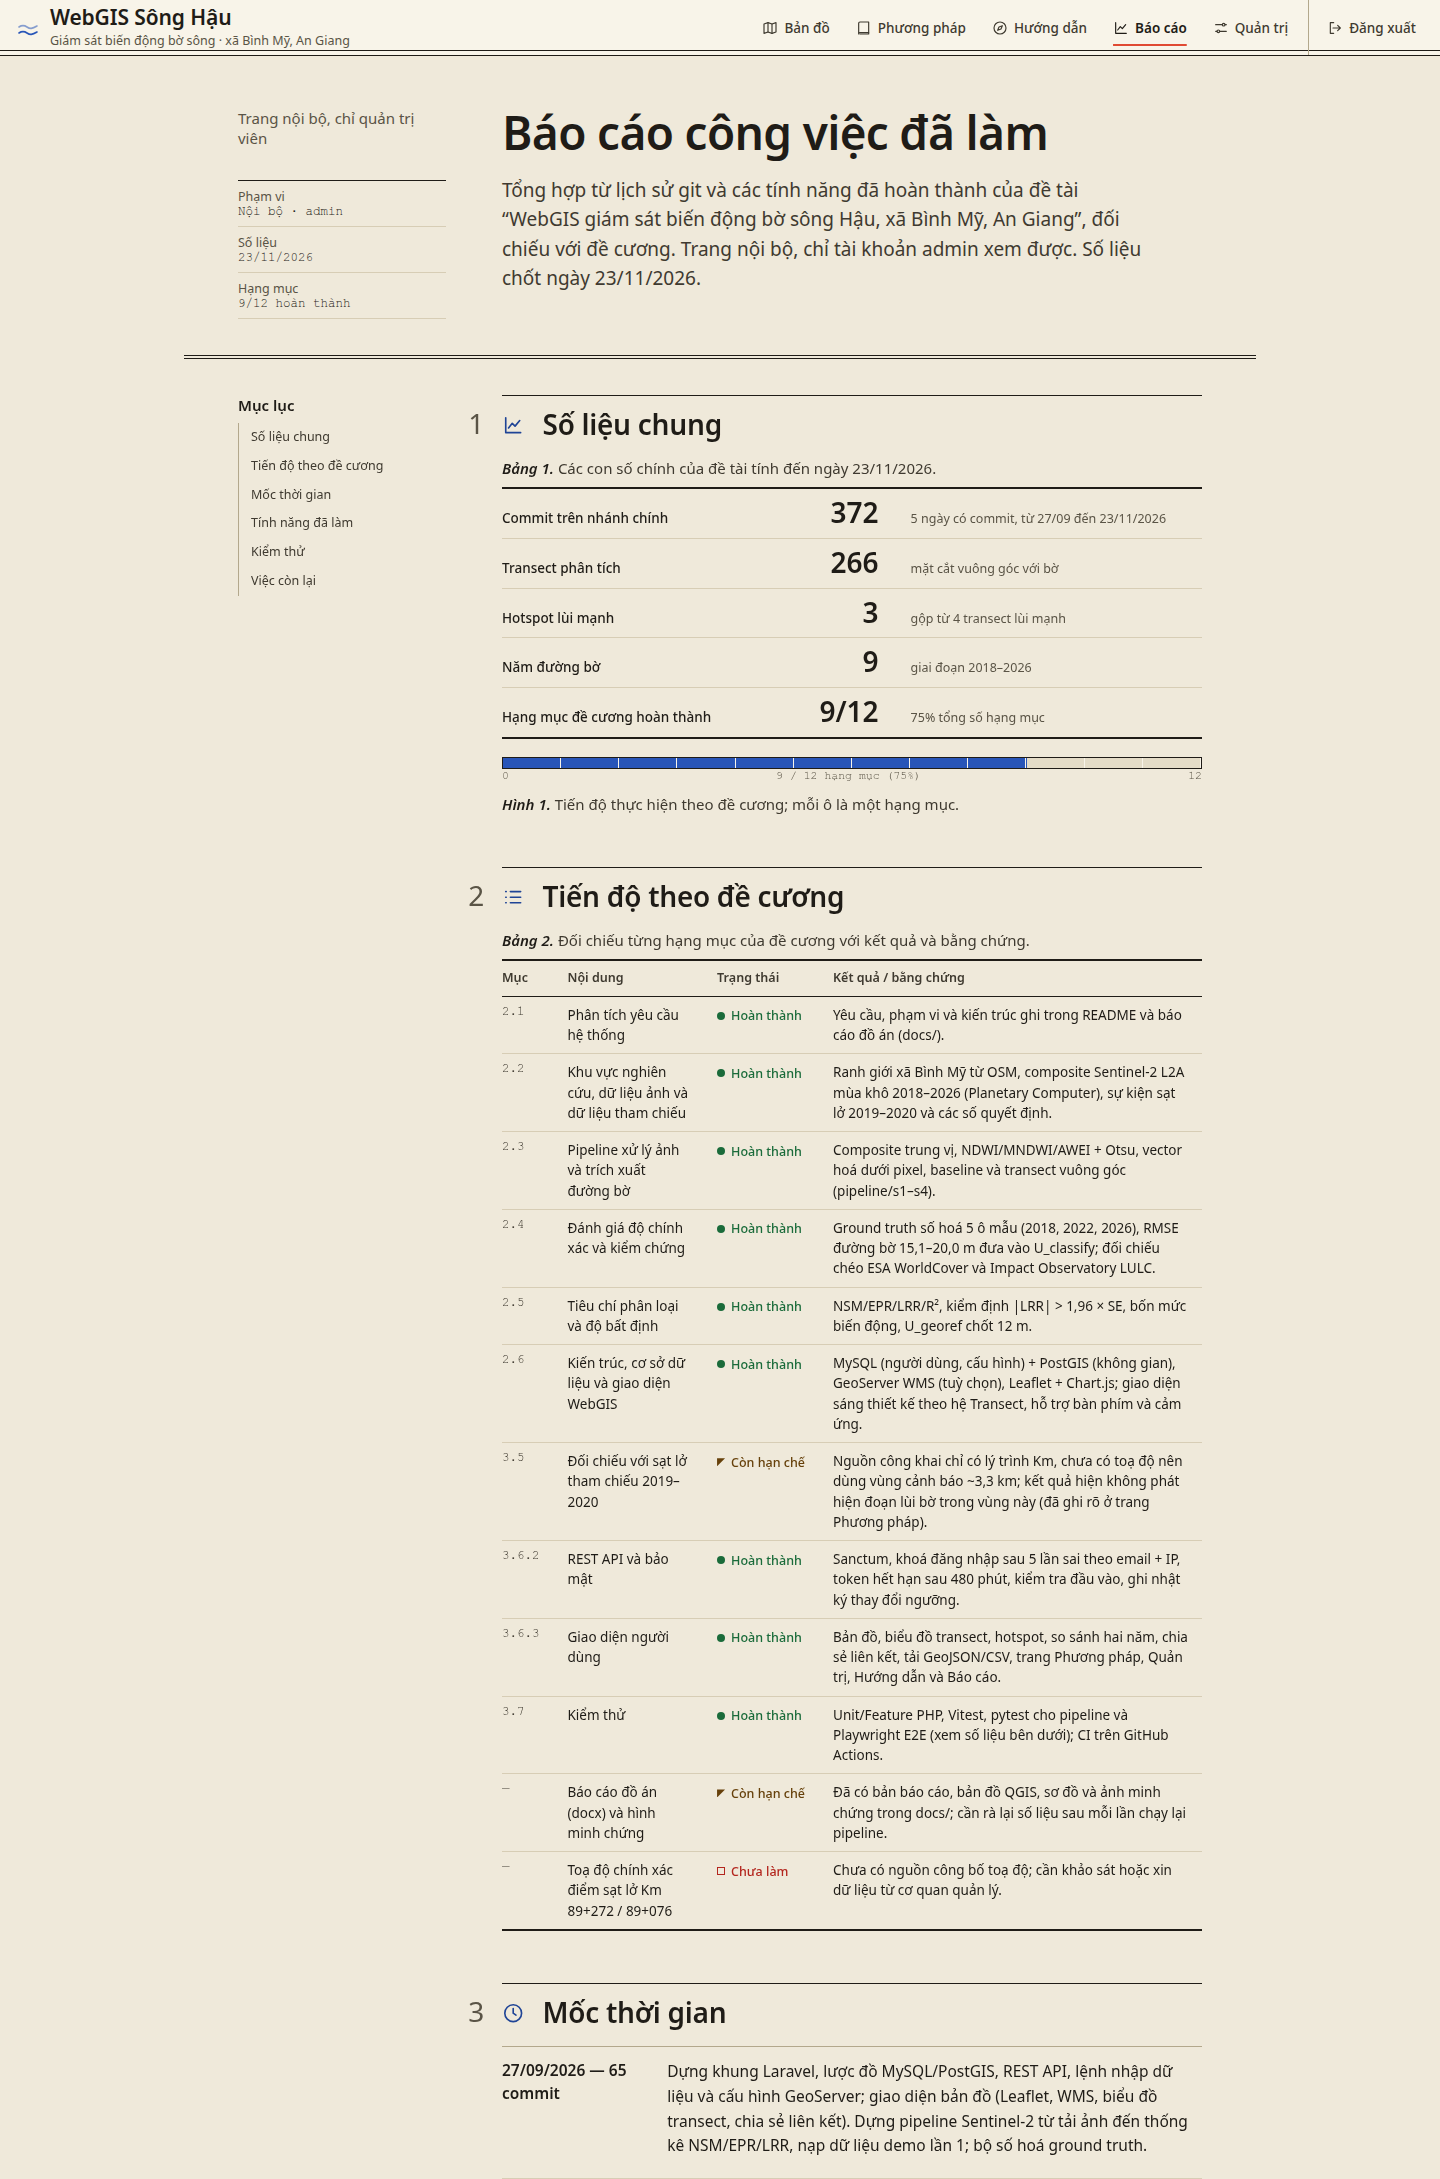 WebGIS Sông Hậu
Giám sát biến động bờ sông · xã Bình Mỹ, An Giang
Bản đồ
Phương pháp
Hướng dẫn
Báo cáo
Quản trị
Đăng xuất
Trang nội bộ, chỉ quản trị
viên
Phạm vi
Nội bộ · admin
Số liệu
23/11/2026
Hạng mục
9/12 hoàn thành
Báo cáo công việc đã làm
Tổng hợp từ lịch sử git và các tính năng đã hoàn thành của đề tài
“WebGIS giám sát biến động bờ sông Hậu, xã Bình Mỹ, An Giang”, đối
chiếu với đề cương. Trang nội bộ, chỉ tài khoản admin xem được. Số liệu
chốt ngày 23/11/2026.
Mục lục
Số liệu chung
Tiến độ theo đề cương
Mốc thời gian
Tính năng đã làm
Kiểm thử
Việc còn lại
1 Số liệu chung
Bảng 1. Các con số chính của đề tài tính đến ngày 23/11/2026.
Commit trên nhánh chính 372 5 ngày có commit, từ 27/09 đến 23/11/2026
Transect phân tích 266 mặt cắt vuông góc với bờ
Hotspot lùi mạnh 3 gộp từ 4 transect lùi mạnh
Năm đường bờ 9 giai đoạn 2018–2026
Hạng mục đề cương hoàn thành 9/12 75% tổng số hạng mục
0 9 / 12 hạng mục (75%) 12
Hình 1. Tiến độ thực hiện theo đề cương; mỗi ô là một hạng mục.
2 Tiến độ theo đề cương
Bảng 2. Đối chiếu từng hạng mục của đề cương với kết quả và bằng chứng.
Mục Nội dung Trạng thái Kết quả / bằng chứng
2.1 Phân tích yêu cầu Hoàn thành Yêu cầu, phạm vi và kiến trúc ghi trong README và báo
hệ thống cáo đồ án (docs/).
2.2 Khu vực nghiên Hoàn thành Ranh giới xã Bình Mỹ từ OSM, composite Sentinel-2 L2A
cứu, dữ liệu ảnh và mùa khô 2018–2026 (Planetary Computer), sự kiện sạt
dữ liệu tham chiếu lở 2019–2020 và các số quyết định.
2.3 Pipeline xử lý ảnh Hoàn thành Composite trung vị, NDWI/MNDWI/AWEI + Otsu, vector
và trích xuất hoá dưới pixel, baseline và transect vuông góc
đường bờ (pipeline/s1–s4).
2.4 Đánh giá độ chính Hoàn thành Ground truth số hoá 5 ô mẫu (2018, 2022, 2026), RMSE
xác và kiểm chứng đường bờ 15,1–20,0 m đưa vào U_classify; đối chiếu
chéo ESA WorldCover và Impact Observatory LULC.
2.5 Tiêu chí phân loại Hoàn thành NSM/EPR/LRR/R², kiểm định |LRR| > 1,96 × SE, bốn mức
và độ bất định biến động, U_georef chốt 12 m.
2.6 Kiến trúc, cơ sở dữ Hoàn thành MySQL (người dùng, cấu hình) + PostGIS (không gian),
liệu và giao diện GeoServer WMS (tuỳ chọn), Leaflet + Chart.js; giao diện
WebGIS sáng thiết kế theo hệ Transect, hỗ trợ bàn phím và cảm
ứng.
3.5 Đối chiếu với sạt lở Còn hạn chế Nguồn công khai chỉ có lý trình Km, chưa có toạ độ nên
tham chiếu 2019– dùng vùng cảnh báo ~3,3 km; kết quả hiện không phát
2020 hiện đoạn lùi bờ trong vùng này (đã ghi rõ ở trang
Phương pháp).
3.6.2 REST API và bảo Hoàn thành Sanctum, khoá đăng nhập sau 5 lần sai theo email + IP,
mật token hết hạn sau 480 phút, kiểm tra đầu vào, ghi nhật
ký thay đổi ngưỡng.
3.6.3 Giao diện người Hoàn thành Bản đồ, biểu đồ transect, hotspot, so sánh hai năm, chia
dùng sẻ liên kết, tải GeoJSON/CSV, trang Phương pháp, Quản
trị, Hướng dẫn và Báo cáo.
3.7 Kiểm thử Hoàn thành Unit/Feature PHP, Vitest, pytest cho pipeline và
Playwright E2E (xem số liệu bên dưới); CI trên GitHub
Actions.
— Báo cáo đồ án Còn hạn chế Đã có bản báo cáo, bản đồ QGIS, sơ đồ và ảnh minh
(docx) và hình chứng trong docs/; cần rà lại số liệu sau mỗi lần chạy lại
minh chứng pipeline.
— Toạ độ chính xác Chưa làm Chưa có nguồn công bố toạ độ; cần khảo sát hoặc xin
điểm sạt lở Km dữ liệu từ cơ quan quản lý.
89+272 / 89+076
3 Mốc thời gian
27/09/2026 — 65 Dựng khung Laravel, lược đồ MySQL/PostGIS, REST API, lệnh nhập dữ
commit liệu và cấu hình GeoServer; giao diện bản đồ (Leaflet, WMS, biểu đồ
transect, chia sẻ liên kết). Dựng pipeline Sentinel-2 từ tải ảnh đến thống
kê NSM/EPR/LRR, nạp dữ liệu demo lần 1; bộ số hoá ground truth.